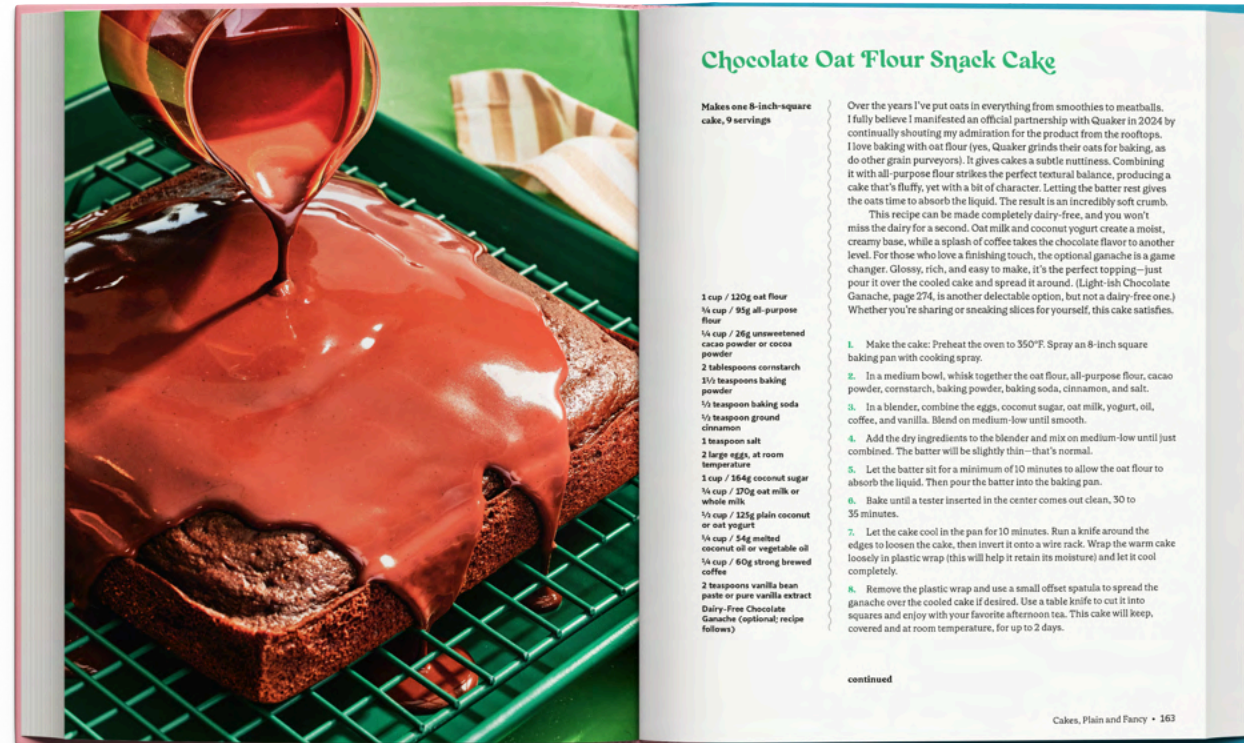 Chocolate Oat Flour Snack Cake
Makes one 8-inch-square
cake, 9 servings
1 cup / 120g oat flour
¾ cup / 95g all-purpose
flour
¼ cup / 26g unsweetened
cacao powder or cocoa
powder
2 tablespoons cornstarch
1½ teaspoons baking
powder
½ teaspoon baking soda
½ teaspoon ground
cinnamon
1 teaspoon salt
2 large eggs, at room
temperature
1 cup / 164g coconut sugar
¾ cup / 170g oat milk or
whole milk
½ cup / 125g plain coconut
or oat yogurt
¼ cup / 54g melted
coconut oil or vegetable oil
¼ cup / 60g strong brewed
coffee
2 teaspoons vanilla bean
paste or pure vanilla extract
Dairy-Free Chocolate
Ganache (optional; recipe
follows)
Over the years I've put oats in everything from smoothies to meatballs.
I fully believe I manifested an official partnership with Quaker in 2024 by
continually shouting my admiration for the product from the rooftops.
I love baking with oat flour (yes, Quaker grinds their oats for baking, as
do other grain purveyors). It gives cakes a subtle nuttiness. Combining
it with all-purpose flour strikes the perfect textural balance, producing a
cake that's fluffy, yet with a bit of character. Letting the batter rest gives
the oats time to absorb the liquid. The result is an incredibly soft crumb.
This recipe can be made completely dairy-free, and you won't
miss the dairy for a second. Oat milk and coconut yogurt create a moist,
creamy base, while a splash of coffee takes the chocolate flavor to another
level. For those who love a finishing touch, the optional ganache is a game
changer. Glossy, rich, and easy to make, it's the perfect topping—just
pour it over the cooled cake and spread it around. (Light-ish Chocolate
Ganache, page 274, is another delectable option, but not a dairy-free one.)
Whether you're sharing or sneaking slices for yourself, this cake satisfies.
1. Make the cake: Preheat the oven to 350°F. Spray an 8-inch square
baking pan with cooking spray.
2. In a medium bowl, whisk together the oat flour, all-purpose flour, cacao
powder, cornstarch, baking powder, baking soda, cinnamon, and salt.
3. In a blender, combine the eggs, coconut sugar, oat milk, yogurt, oil,
coffee, and vanilla. Blend on medium-low until smooth.
4. Add the dry ingredients to the blender and mix on medium-low until just
combined. The batter will be slightly thin—that's normal.
5. Let the batter sit for a minimum of 10 minutes to allow the oat flour to
absorb the liquid. Then pour the batter into the baking pan.
6. Bake until a tester inserted in the center comes out clean, 30 to
35 minutes.
7. Let the cake cool in the pan for 10 minutes. Run a knife around the
edges to loosen the cake, then invert it onto a wire rack. Wrap the warm cake
loosely in plastic wrap (this will help it retain its moisture) and let it cool
completely.
8. Remove the plastic wrap and use a small offset spatula to spread the
ganache over the cooled cake if desired. Use a table knife to cut it into
squares and enjoy with your favorite afternoon tea. This cake will keep,
covered and at room temperature, for up to 2 days.
continued
Cakes, Plain and Fancy • 163